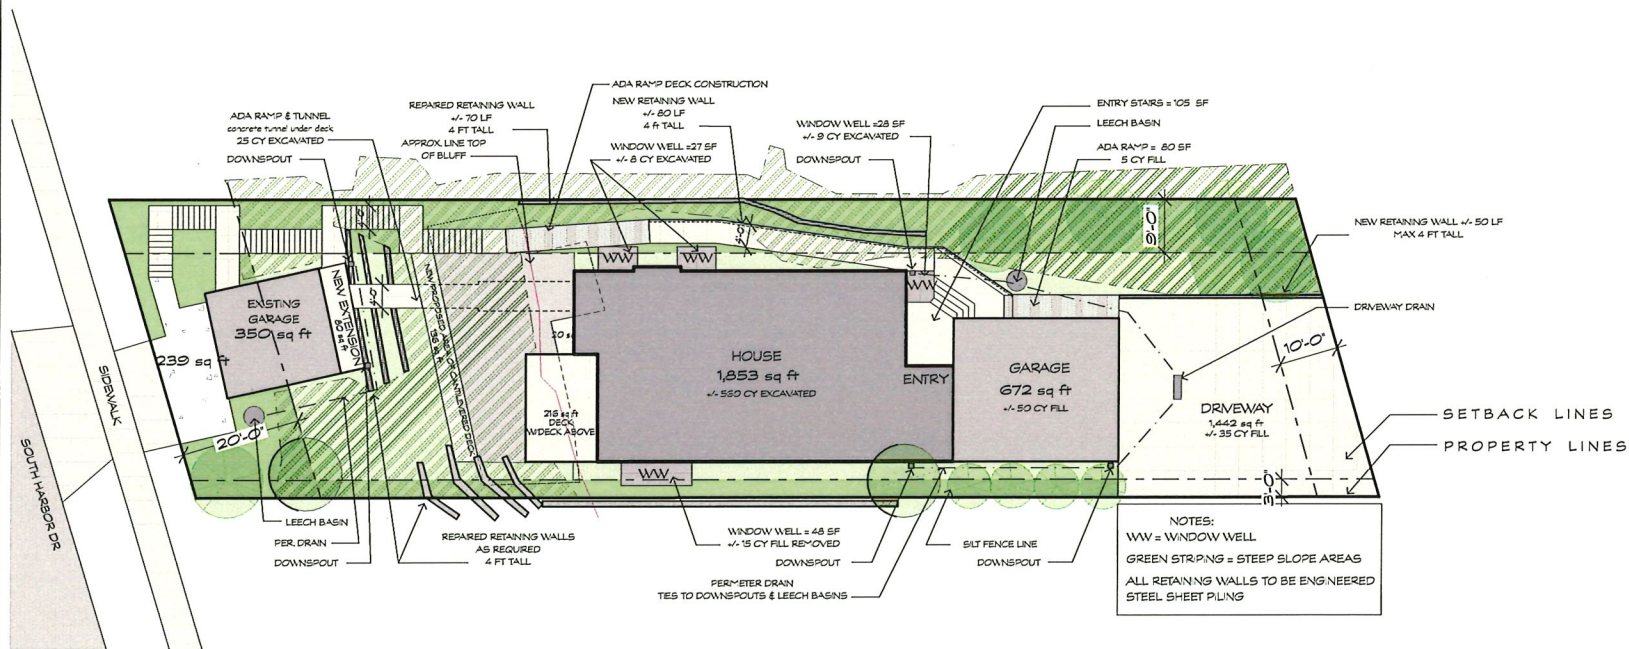 ADA RAMP DECK CONSTRUCTION
REPAIRED RETAINING WALL
+/- 70 LF
4 FT TALL
NEW RETAINING WALL
+/- 80 LF
4 ft TALL
ADA RAMP & TUNNEL
concrete tunnel under deck
25 CY EXCAVATED
DOWNSPOUT
APPROX. LINE TOP
OF BLUFF
WINDOW WELL =27 SF
+/- 8 CY EXCAVATED
WINDOW WELL =28 SF
+/- 9 CY EXCAVATED
DOWNSPOUT
ENTRY STAIRS = 105 SF
LEECH BASIN
ADA RAMP = 80 SF
5 CY FILL
NEW RETAINING WALL +/- 50 LF
MAX 4 FT TALL
DRIVEWAY DRAIN
9'-0"
10'-0"
WW
WW
WW
EXISTING
GARAGE
350 sq ft
NEW EXTENSION
80 sq ft
239 sq ft
20'-0"
216 sq ft
DECK
W/DECK ABOVE
HOUSE
1,853 sq ft
+/- 550 CY EXCAVATED
ENTRY
GARAGE
672 sq ft
+/- 50 CY FILL
DRIVEWAY
1,442 sq ft
+/- 35 CY FILL
SETBACK LINES
PROPERTY LINES
SIDEWALK
SOUTH HARBOR DR
WW
LEECH BASIN
PER. DRAIN
DOWNSPOUT
REPAIRED RETAINING WALLS
AS REQUIRED
4 FT TALL
WINDOW WELL = 48 SF
+/- 15 CY FILL REMOVED
DOWNSPOUT
PERMETER DRAIN
TIES TO DOWNSPOUTS & LEECH BASINS
SILT FENCE LINE
DOWNSPOUT
NOTES:
WW = WINDOW WELL
GREEN STRIPING = STEEP SLOPE AREAS
ALL RETAINING WALLS TO BE ENGINEERED
STEEL SHEET PILING